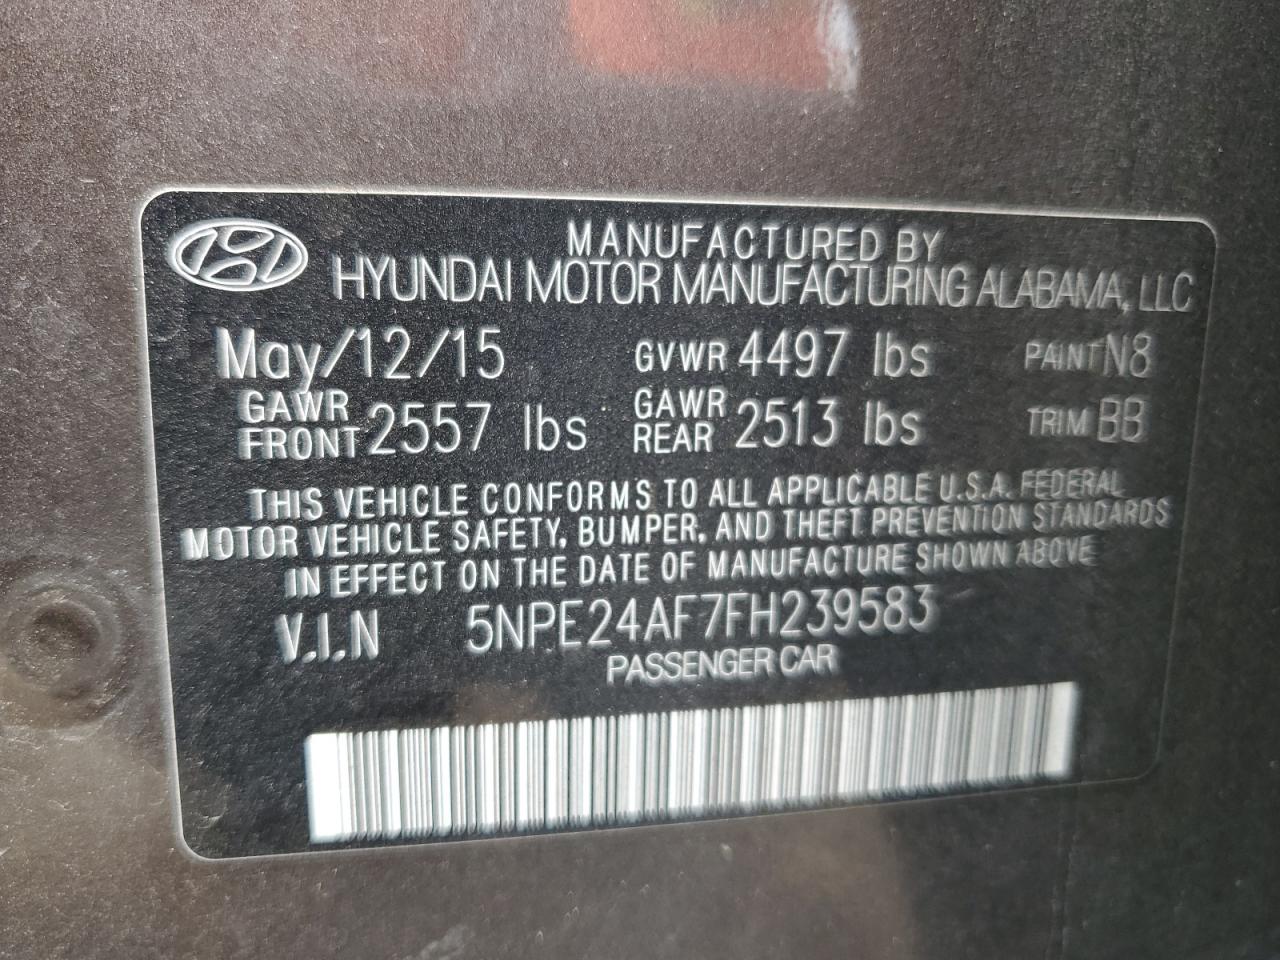 MANUFACTURED BY
HYUNDAI MOTOR MANUFACTURING ALABAMA, LLC
May/12/15 GVWR 4497 lbs PAINT N8
GAWR FRONT 2557 lbs GAWR REAR 2513 lbs TRIM BB
THIS VEHICLE CONFORMS TO ALL APPLICABLE U.S.A. FEDERAL
MOTOR VEHICLE SAFETY, BUMPER, AND THEFT PREVENTION STANDARDS
IN EFFECT ON THE DATE OF MANUFACTURE SHOWN ABOVE
V.I.N 5NPE24AF7FH239583
PASSENGER CAR